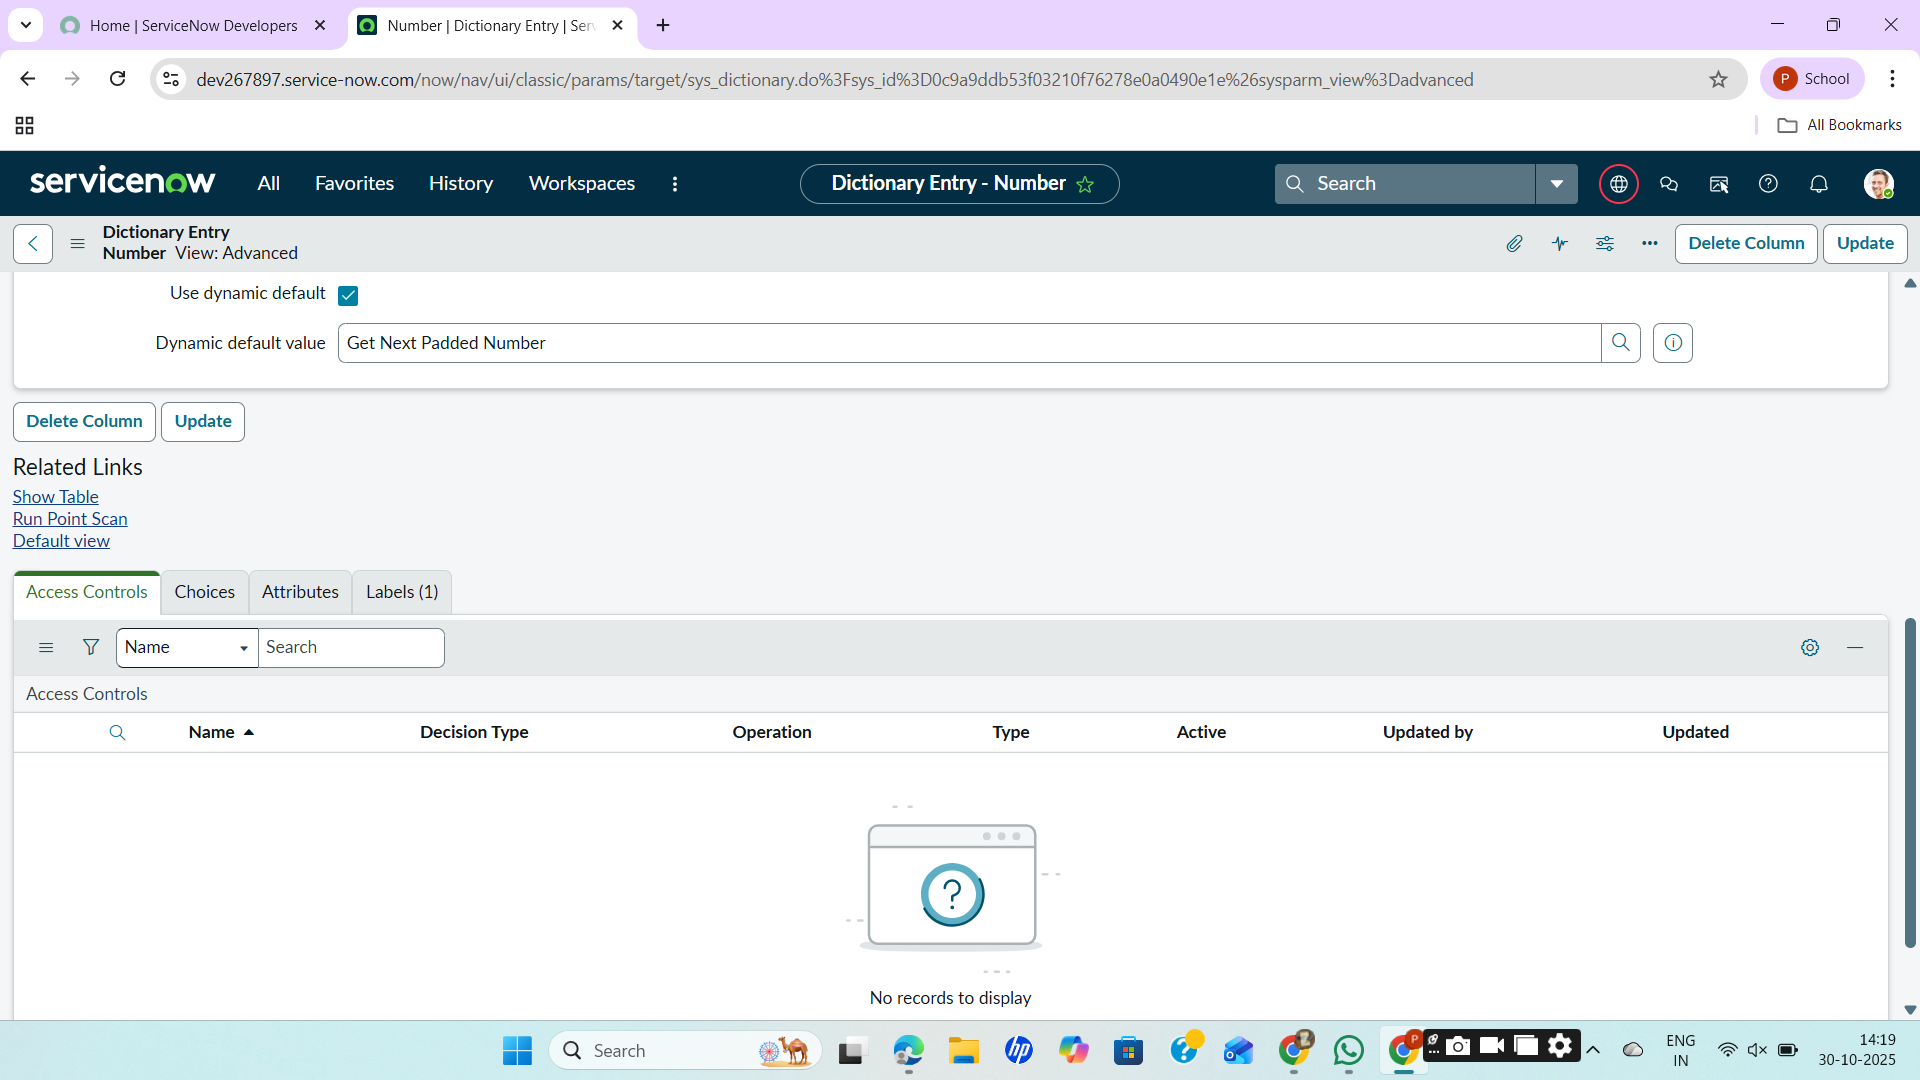 Home | ServiceNow Developers
Number | Dictionary Entry | Ser
dev267897.service-now.com/now/nav/ui/classic/params/target/sys_dictionary.do%3Fsys_id%3D0c9a9ddb53f03210f76278e0a0490e1e%26sysparm_view%3Dadvanced
P School
All Bookmarks
servicenow All Favorites History Workspaces Dictionary Entry - Number Search
Dictionary Entry
Number View: Advanced
Delete Column Update
Use dynamic default
Dynamic default value Get Next Padded Number
Delete Column Update
Related Links
Show Table
Run Point Scan
Default view
Access Controls Choices Attributes Labels (1)
Name Search
Access Controls
Name Decision Type Operation Type Active Updated by Updated
?
No records to display
Search
hp
P
ENG
IN
14:19
30-10-2025